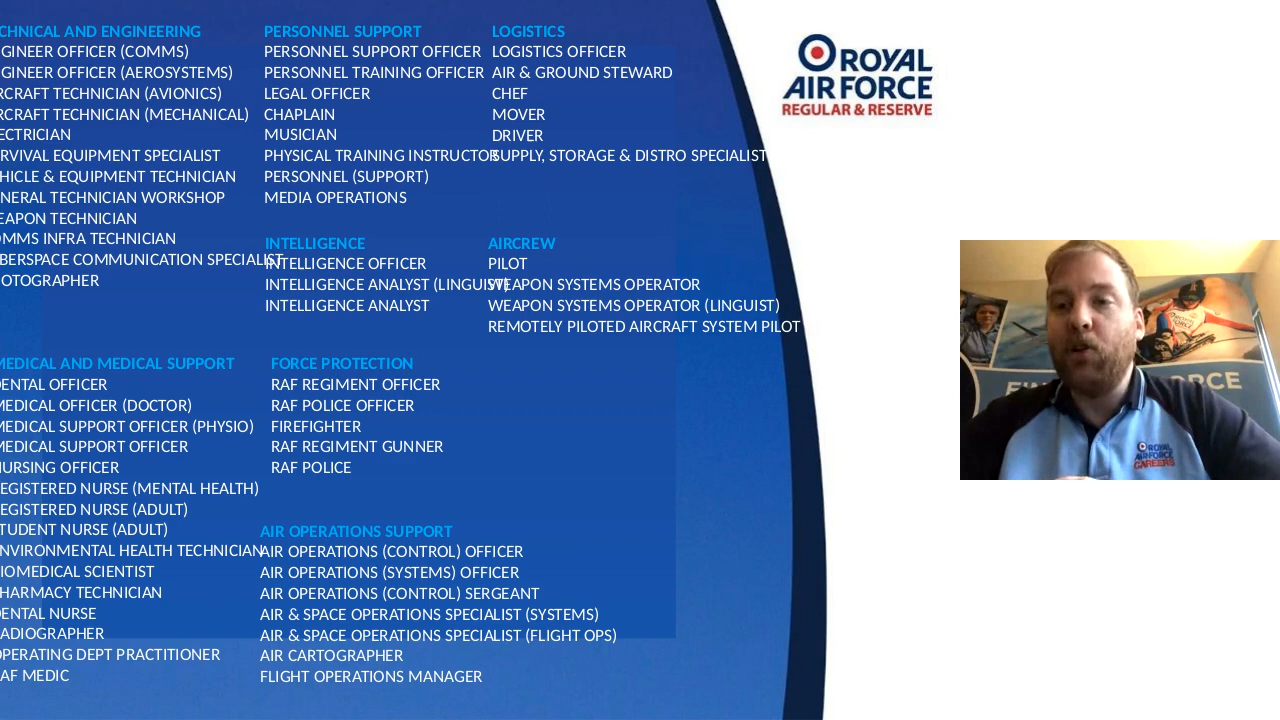 CHNICAL AND ENGINEERING
GINEER OFFICER (COMMS)
GINEER OFFICER (AEROSYSTEMS)
RCRAFT TECHNICIAN (AVIONICS)
RCRAFT TECHNICIAN (MECHANICAL)
ECTRICIAN
RVIVAL EQUIPMENT SPECIALIST
HICLE & EQUIPMENT TECHNICIAN
NERAL TECHNICIAN WORKSHOP
EAPON TECHNICIAN
OMMS INFRA TECHNICIAN
BERSPACE COMMUNICATION SPECIALIST
OTOGRAPHER
PERSONNEL SUPPORT
PERSONNEL SUPPORT OFFICER
PERSONNEL TRAINING OFFICER
LEGAL OFFICER
CHAPLAIN
MUSICIAN
PHYSICAL TRAINING INSTRUCTOR
PERSONNEL (SUPPORT)
MEDIA OPERATIONS
LOGISTICS
LOGISTICS OFFICER
AIR & GROUND STEWARD
CHEF
MOVER
DRIVER
SUPPLY, STORAGE & DISTRO SPECIALIST
INTELLIGENCE
INTELLIGENCE OFFICER
INTELLIGENCE ANALYST (LINGUIST)
INTELLIGENCE ANALYST
AIRCREW
PILOT
WEAPON SYSTEMS OPERATOR
WEAPON SYSTEMS OPERATOR (LINGUIST)
REMOTELY PILOTED AIRCRAFT SYSTEM PILOT
MEDICAL AND MEDICAL SUPPORT
DENTAL OFFICER
MEDICAL OFFICER (DOCTOR)
MEDICAL SUPPORT OFFICER (PHYSIO)
MEDICAL SUPPORT OFFICER
NURSING OFFICER
EGISTERED NURSE (MENTAL HEALTH)
EGISTERED NURSE (ADULT)
TUDENT NURSE (ADULT)
NVIRONMENTAL HEALTH TECHNICIAN
IOMEDICAL SCIENTIST
HARMACY TECHNICIAN
DENTAL NURSE
ADIOGRAPHER
OPERATING DEPT PRACTITIONER
AF MEDIC
FORCE PROTECTION
RAF REGIMENT OFFICER
RAF POLICE OFFICER
FIREFIGHTER
RAF REGIMENT GUNNER
RAF POLICE
AIR OPERATIONS SUPPORT
AIR OPERATIONS (CONTROL) OFFICER
AIR OPERATIONS (SYSTEMS) OFFICER
AIR OPERATIONS (CONTROL) SERGEANT
AIR & SPACE OPERATIONS SPECIALIST (SYSTEMS)
AIR & SPACE OPERATIONS SPECIALIST (FLIGHT OPS)
AIR CARTOGRAPHER
FLIGHT OPERATIONS MANAGER
ROYAL
AIR FORCE
REGULAR & RESERVE
ROYAL
AIR FORCE
CAREERS